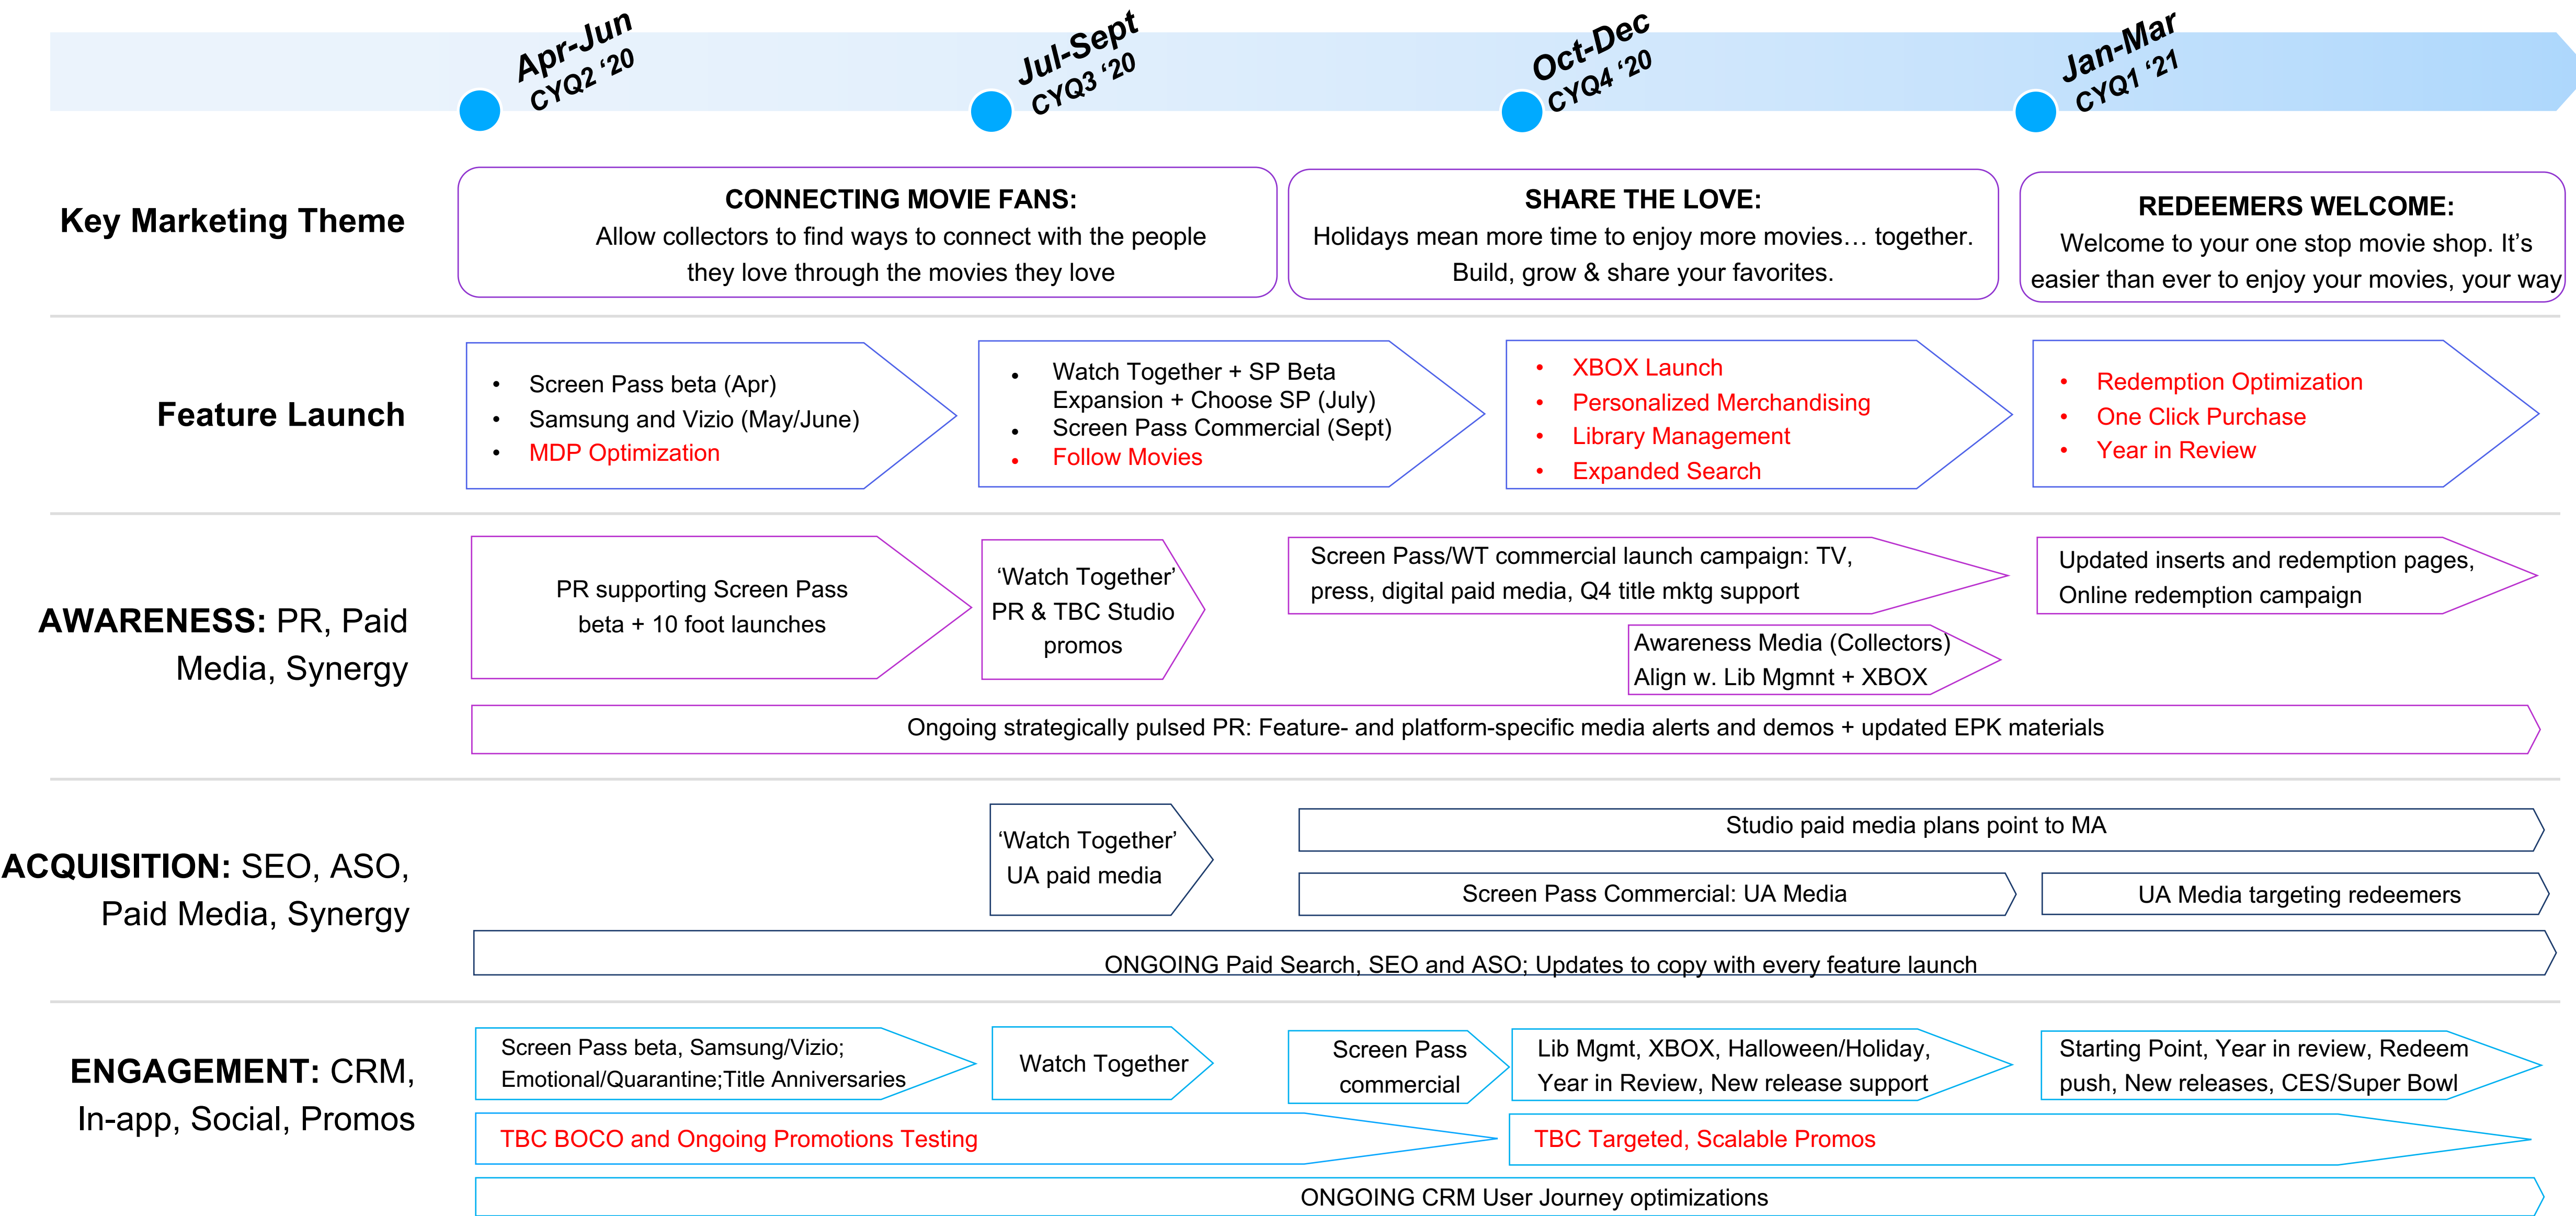 Apr-Jun
CYQ2 ‘20
Jul-Sept
CYQ3 ‘20
Oct-Dec
CYQ4 ‘20
Jan-Mar
CYQ1 ‘21
Key Marketing Theme
CONNECTING MOVIE FANS:
Allow collectors to find ways to connect with the people
they love through the movies they love
SHARE THE LOVE:
Holidays mean more time to enjoy more movies… together.
Build, grow & share your favorites.
REDEEMERS WELCOME:
Welcome to your one stop movie shop. It’s
easier than ever to enjoy your movies, your way
Feature Launch
• Screen Pass beta (Apr)
• Samsung and Vizio (May/June)
• MDP Optimization
• Watch Together + SP Beta
Expansion + Choose SP (July)
• Screen Pass Commercial (Sept)
• Follow Movies
• XBOX Launch
• Personalized Merchandising
• Library Management
• Expanded Search
• Redemption Optimization
• One Click Purchase
• Year in Review
AWARENESS: PR, Paid
Media, Synergy
PR supporting Screen Pass
beta + 10 foot launches
‘Watch Together’
PR & TBC Studio
promos
Screen Pass/WT commercial launch campaign: TV,
press, digital paid media, Q4 title mktg support
Updated inserts and redemption pages,
Online redemption campaign
Awareness Media (Collectors)
Align w. Lib Mgmnt + XBOX
Ongoing strategically pulsed PR: Feature- and platform-specific media alerts and demos + updated EPK materials
ACQUISITION: SEO, ASO,
Paid Media, Synergy
‘Watch Together’
UA paid media
Studio paid media plans point to MA
Screen Pass Commercial: UA Media
UA Media targeting redeemers
ONGOING Paid Search, SEO and ASO; Updates to copy with every feature launch
ENGAGEMENT: CRM,
In-app, Social, Promos
Screen Pass beta, Samsung/Vizio;
Emotional/Quarantine;Title Anniversaries
Watch Together
Screen Pass
commercial
Lib Mgmt, XBOX, Halloween/Holiday,
Year in Review, New release support
Starting Point, Year in review, Redeem
push, New releases, CES/Super Bowl
TBC BOCO and Ongoing Promotions Testing
TBC Targeted, Scalable Promos
ONGOING CRM User Journey optimizations